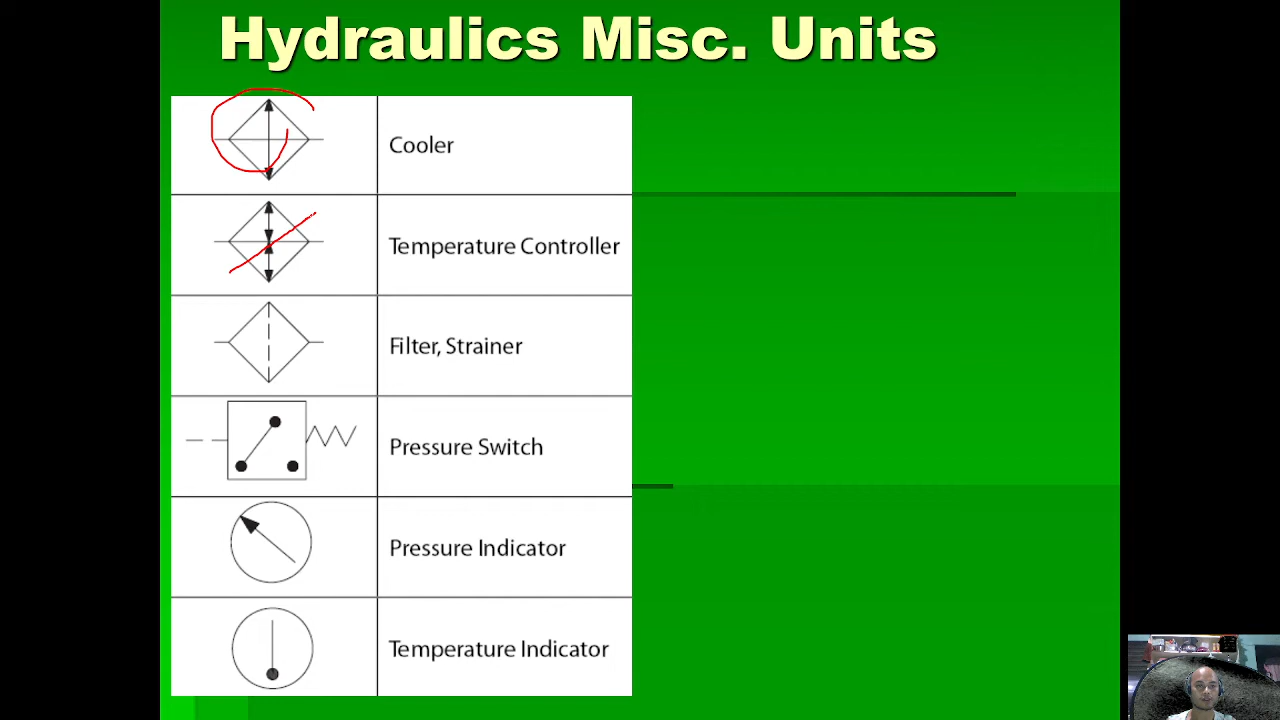 Hydraulics Misc. Units
Cooler
Temperature Controller
Filter, Strainer
Pressure Switch
Pressure Indicator
Temperature Indicator